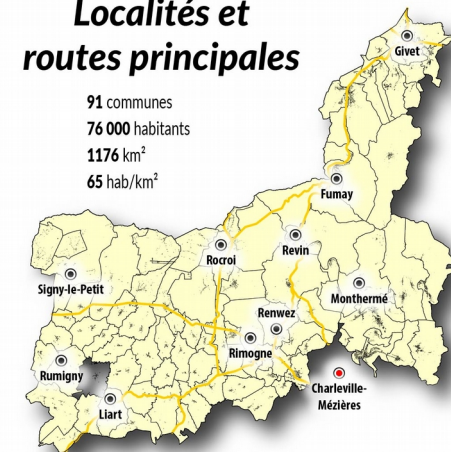 Localités et
routes principales
91 communes
76 000 habitants
1176 km²
65 hab/km²
Givet
Fumay
Rocroi
Revin
Signy-le-Petit
Monthermé
Renwez
Rimogne
Rumigny
Charleville-
Mézières
Liart